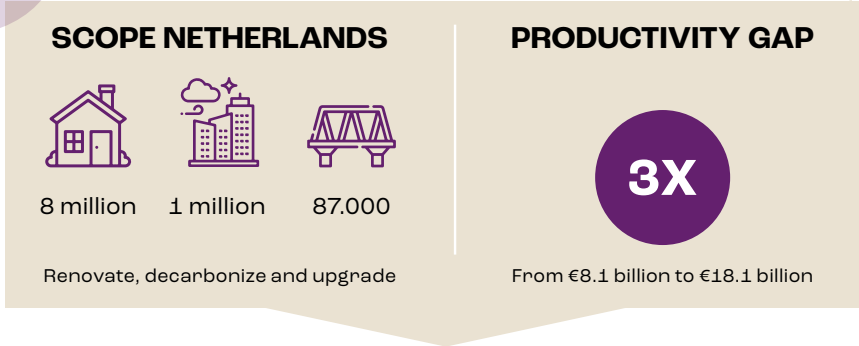 SCOPE NETHERLANDS
8 million
1 million
87.000
Renovate, decarbonize and upgrade
PRODUCTIVITY GAP
3X
From €8.1 billion to €18.1 billion